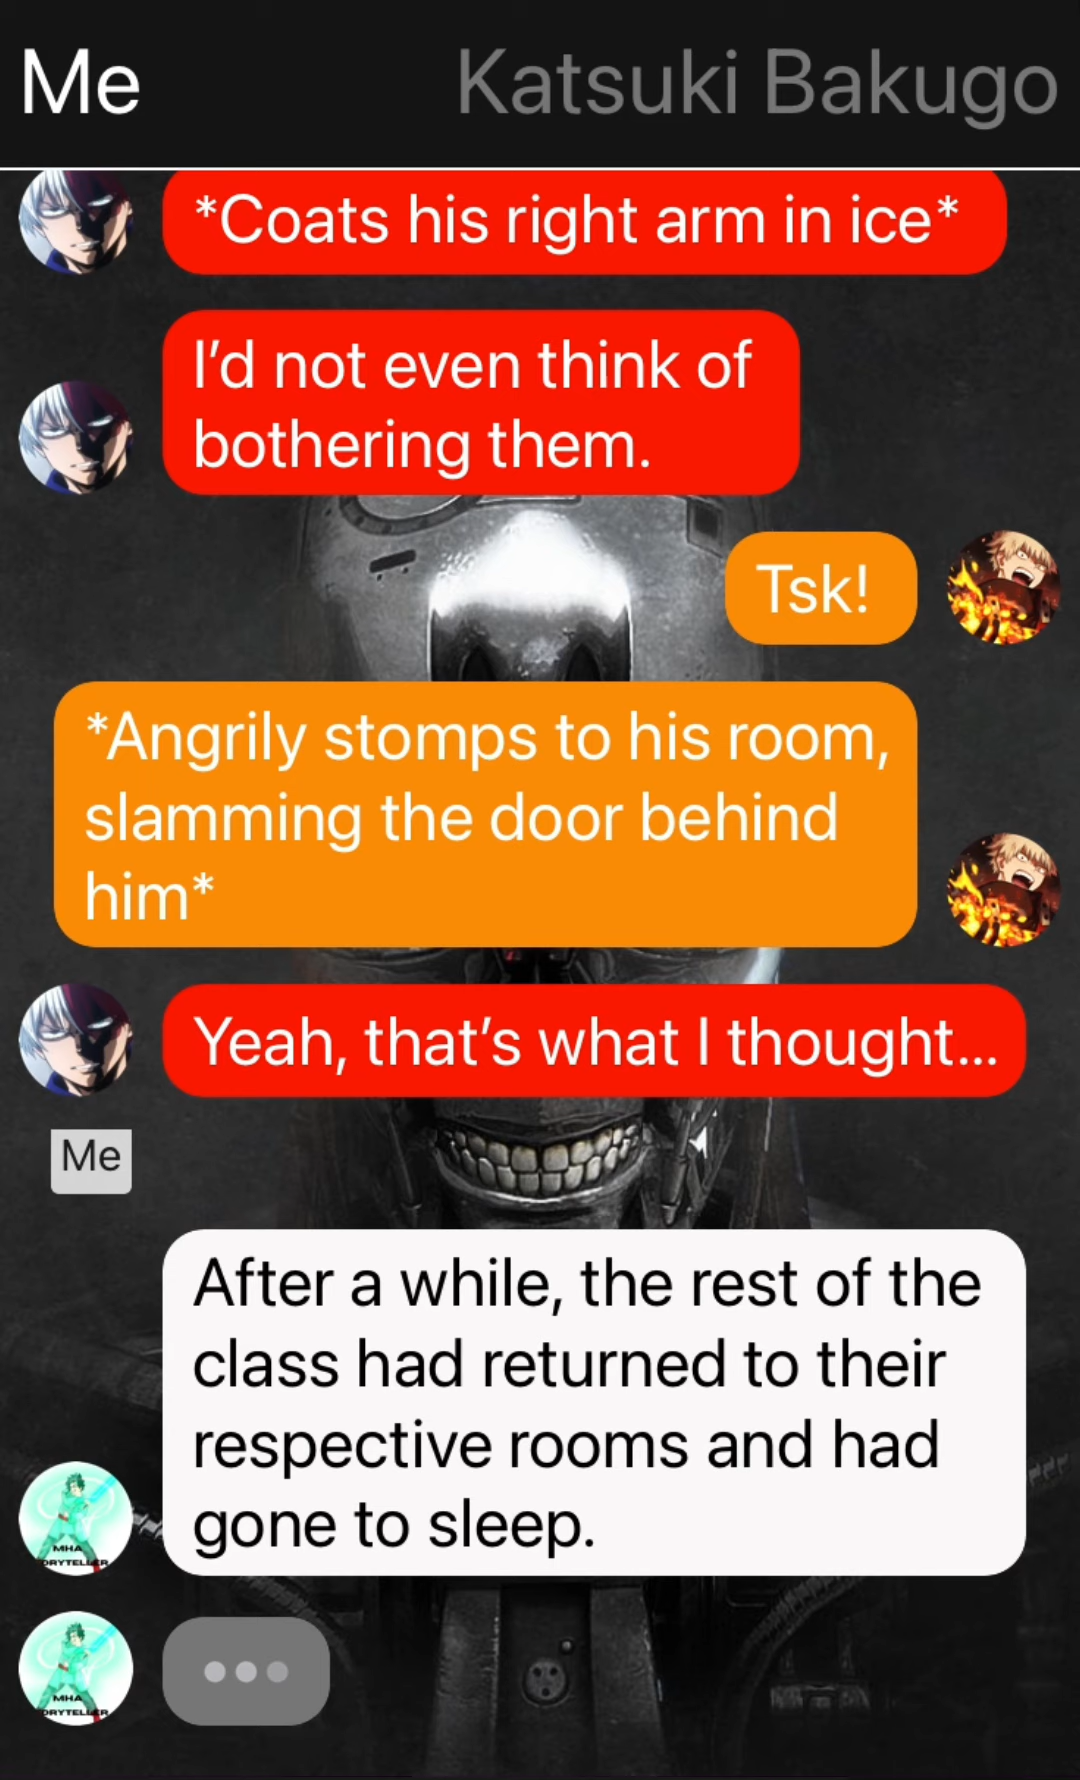 Me
Katsuki Bakugo
*Coats his right arm in ice*
I’d not even think of
bothering them.
Tsk!
*Angrily stomps to his room,
slamming the door behind
him*
Yeah, that’s what I thought...
Me
After a while, the rest of the
class had returned to their
respective rooms and had
gone to sleep.
MHA
ORYTELLER
MHA
ORYTELLER